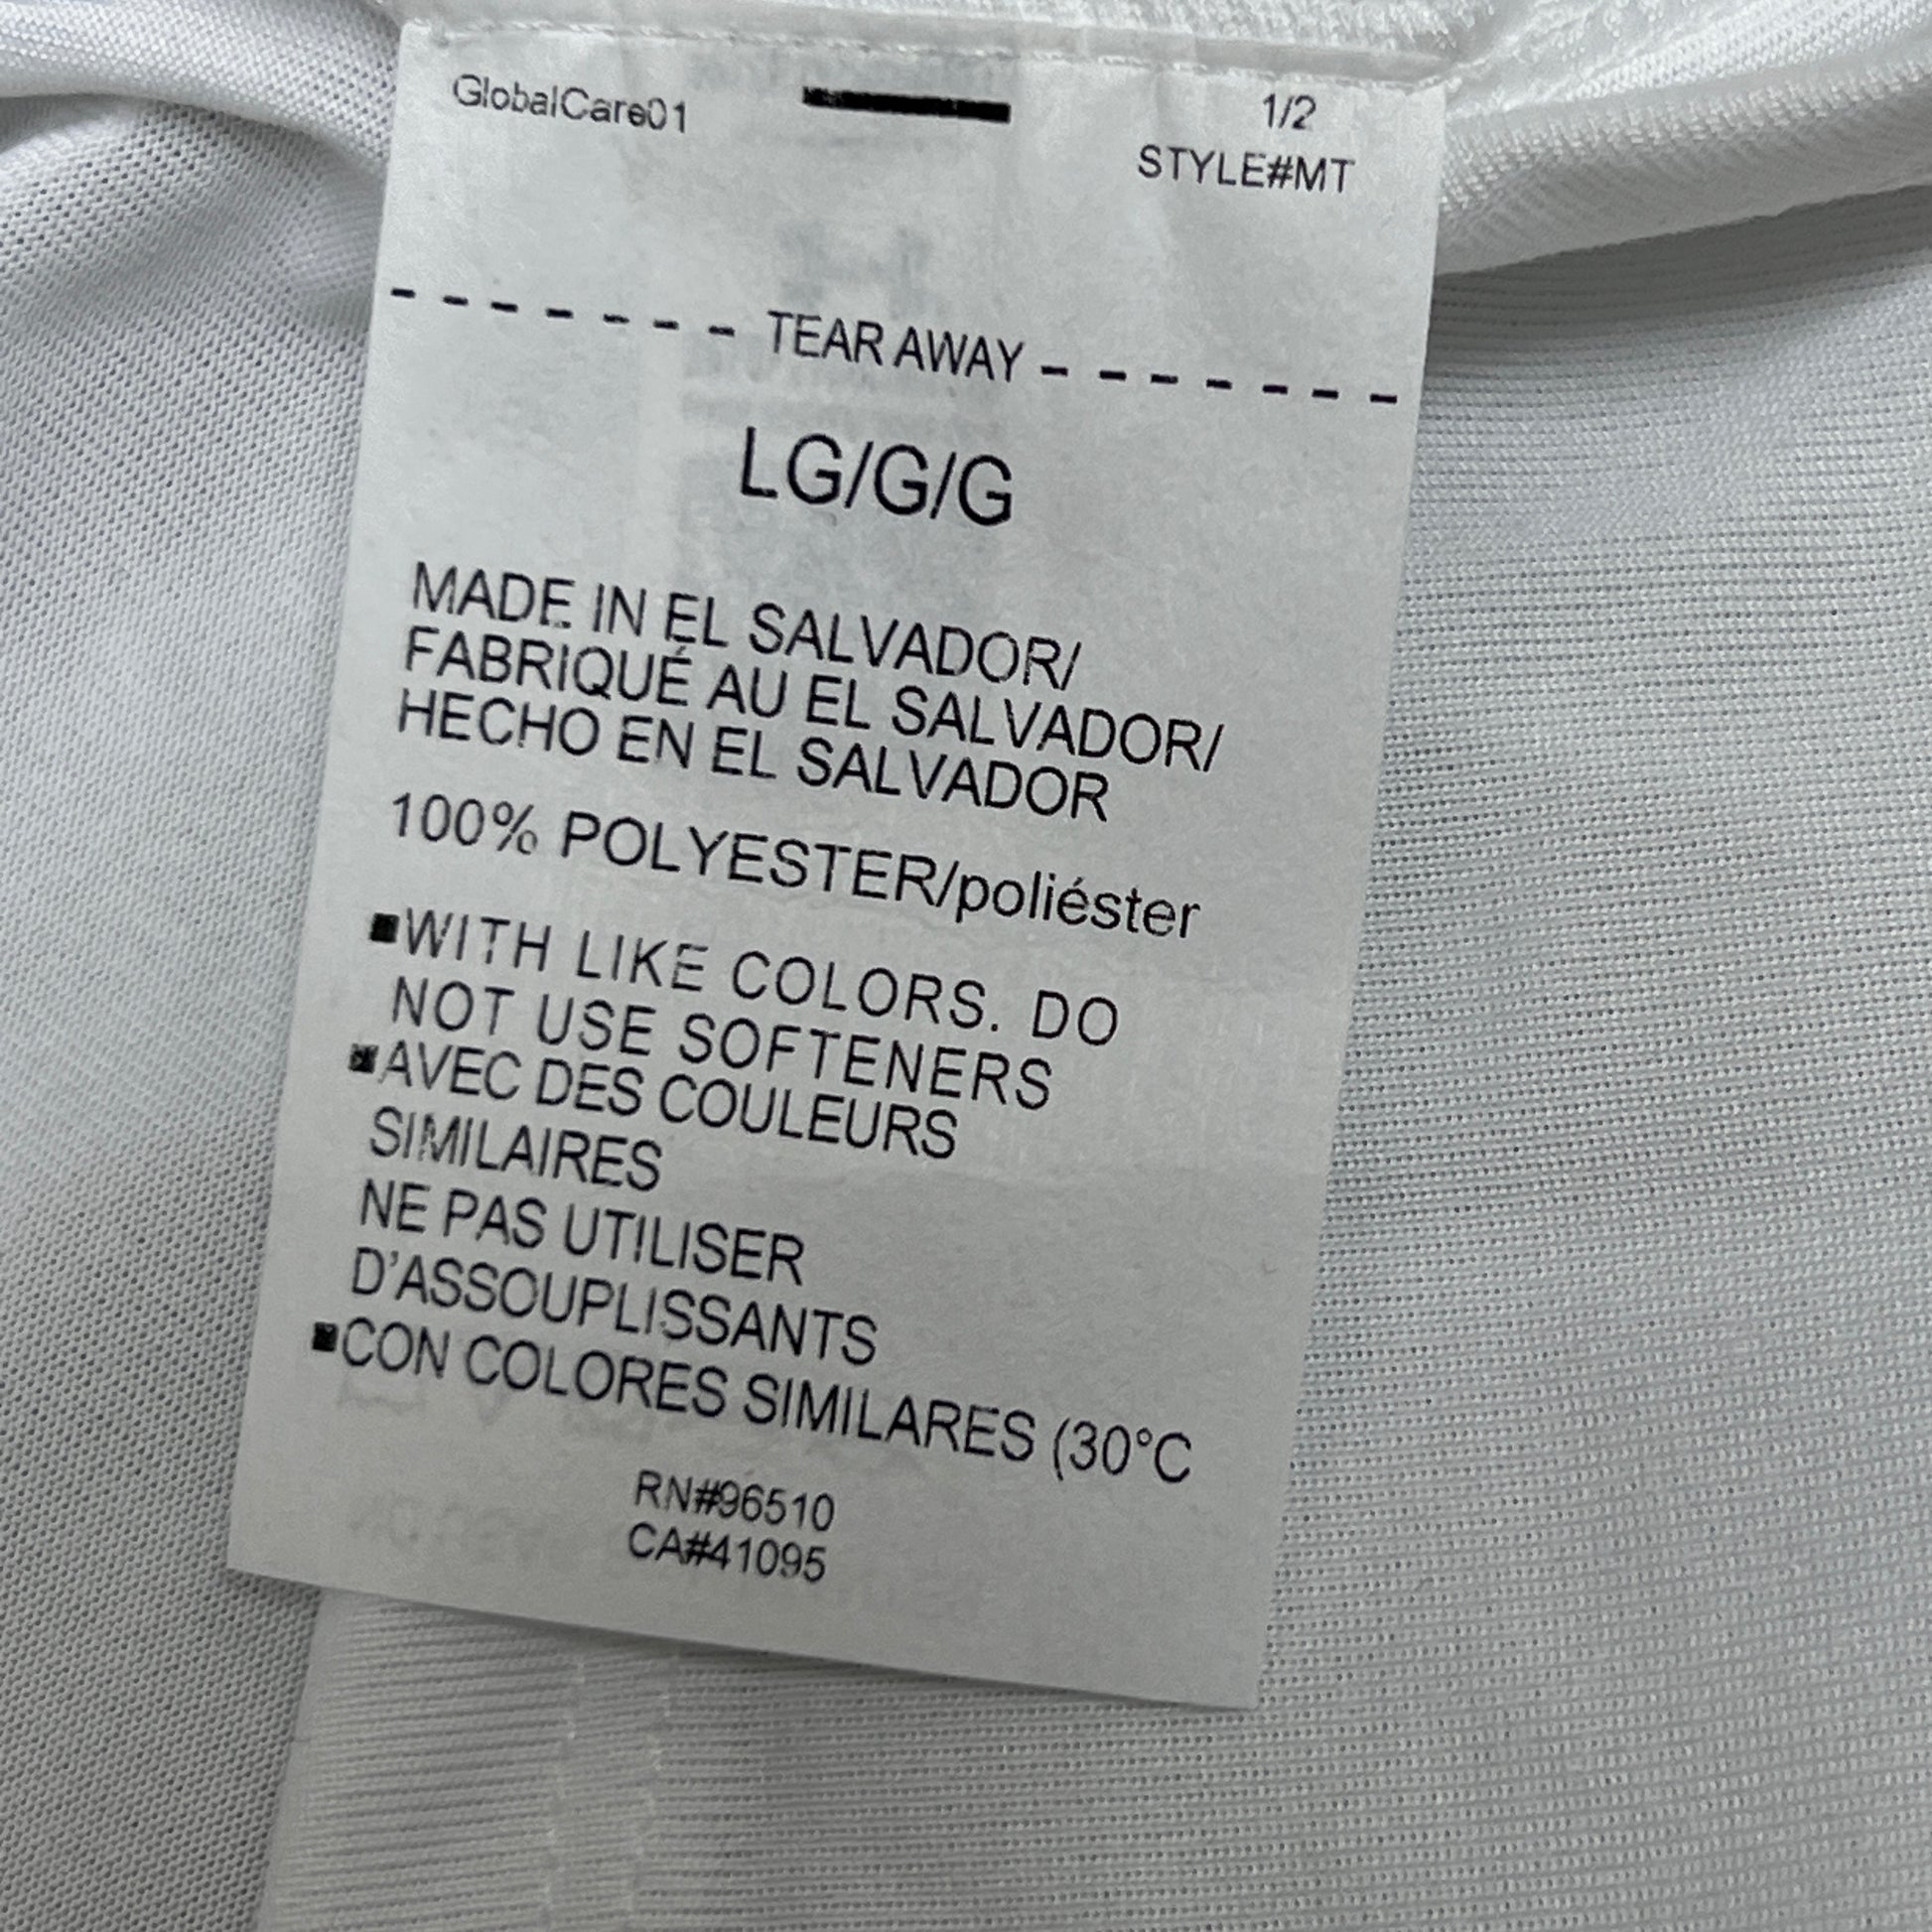 GlobalCare01
1/2
STYLE#MT
- - - - - - - TEAR AWAY - - - - - - -
LG/G/G
MADE IN EL SALVADOR/
FABRIQUÉ AU EL SALVADOR/
HECHO EN EL SALVADOR
100% POLYESTER/poliéster
▪WITH LIKE COLORS. DO
NOT USE SOFTENERS
▪AVEC DES COULEURS
SIMILAIRES
NE PAS UTILISER
D'ASSOUPLISSANTS
▪CON COLORES SIMILARES (30°C
RN#96510
CA#41095